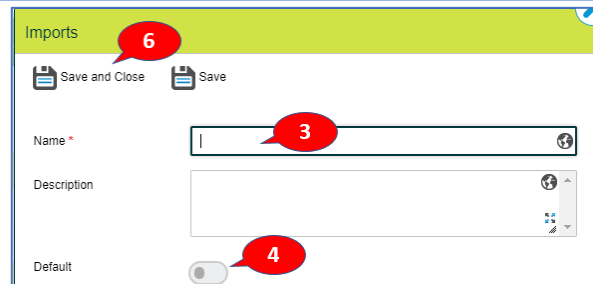 Imports
6
Save and Close Save
Name * 3
Description
Default 4